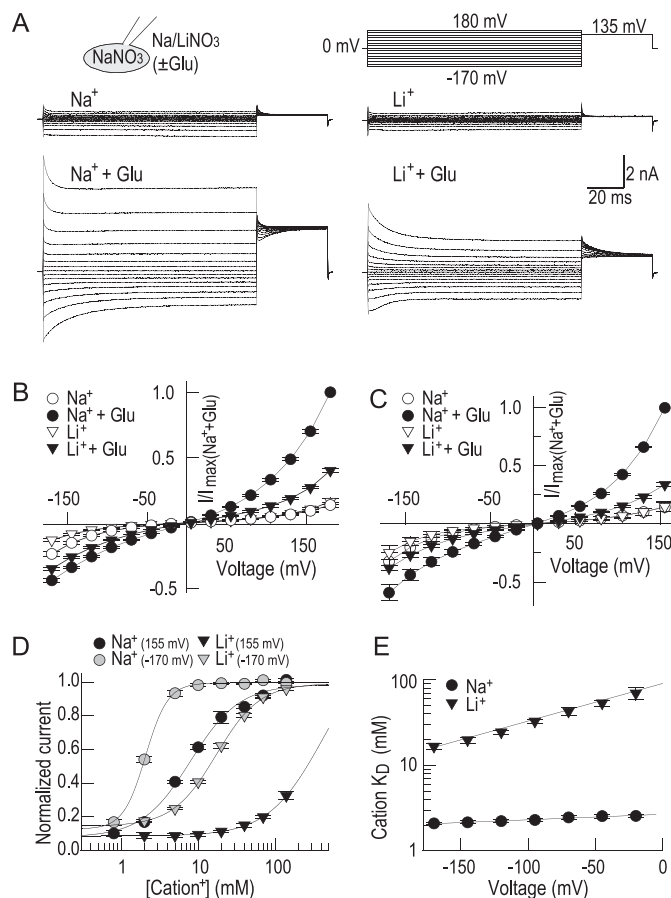 A
NaNO3
Na/LiNO3
(±Glu)
180 mV
135 mV
0 mV
-170 mV
Na+
Li+
Na+ + Glu
Li+ + Glu
2 nA
20 ms
B
Na+
Na+ + Glu
Li+
Li+ + Glu
1.0
0.5
-0.5
-150
-50
50
150
I/Imax(Na++Glu)
Voltage (mV)
C
Na+
Na+ + Glu
Li+
Li+ + Glu
1.0
0.5
-0.5
-150
-50
50
150
I/Imax(Na++Glu)
Voltage (mV)
D
Na+ (155 mV)
Li+ (155 mV)
Na+ (-170 mV)
Li+ (-170 mV)
Normalized current
1.0
0.8
0.6
0.4
0.2
0.0
1
10
100
[Cation+] (mM)
E
Na+
Li+
Cation KD (mM)
100
10
1
-150
-100
-50
0
Voltage (mV)